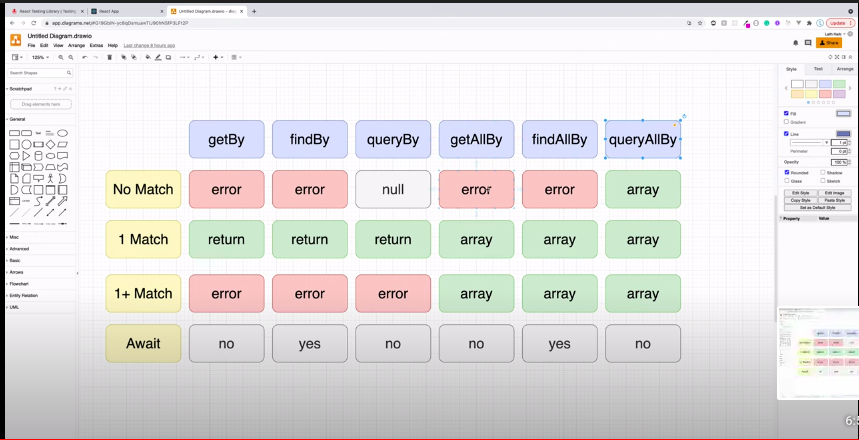 React Testing Library ( Testing
React App
Untitled Diagram.drawio - diag
app.diagrams.net/
Update
Untitled Diagram.drawio
File Edit View Arrange Extras Help Last change 8 hours ago
Share
125%
Search Shapes
Scratchpad
Drag elements here
General
Misc
Advanced
Basic
Arrows
Flowchart
Entity Relation
UML
getBy findBy queryBy getAllBy findAllBy queryAllBy
No Match error error null error error array
1 Match return return return array array array
1+ Match error error error array array array
Await no yes no no yes no
Style Text Arrange
Fill
Gradient
Line
1 pt
Perimeter 0 pt
Opacity 100 %
Rounded Shadow
Glass Sketch
Edit Style Edit Image
Copy Style Paste Style
Set as Default Style
Property Value